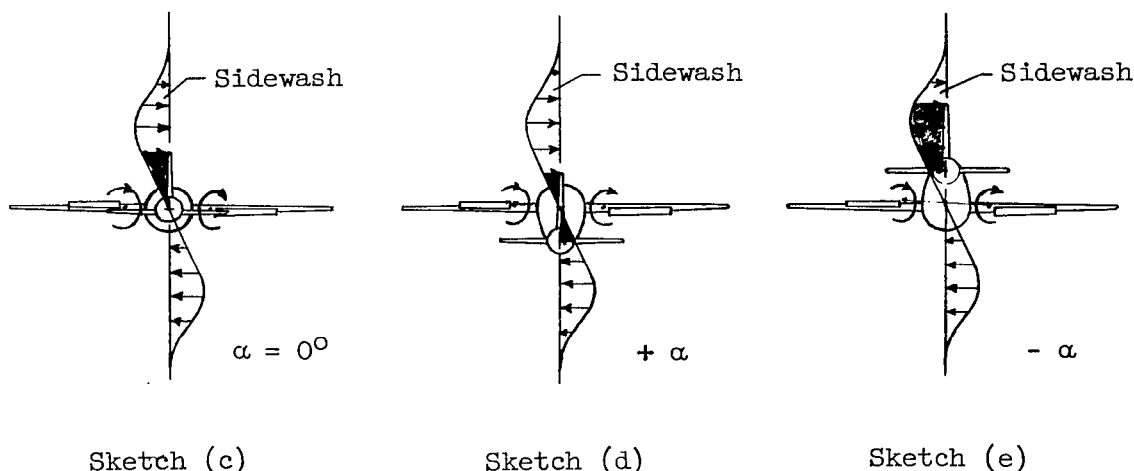 Sidewash
Sidewash
Sidewash
α = 0°
+ α
- α
Sketch (c)
Sketch (d)
Sketch (e)